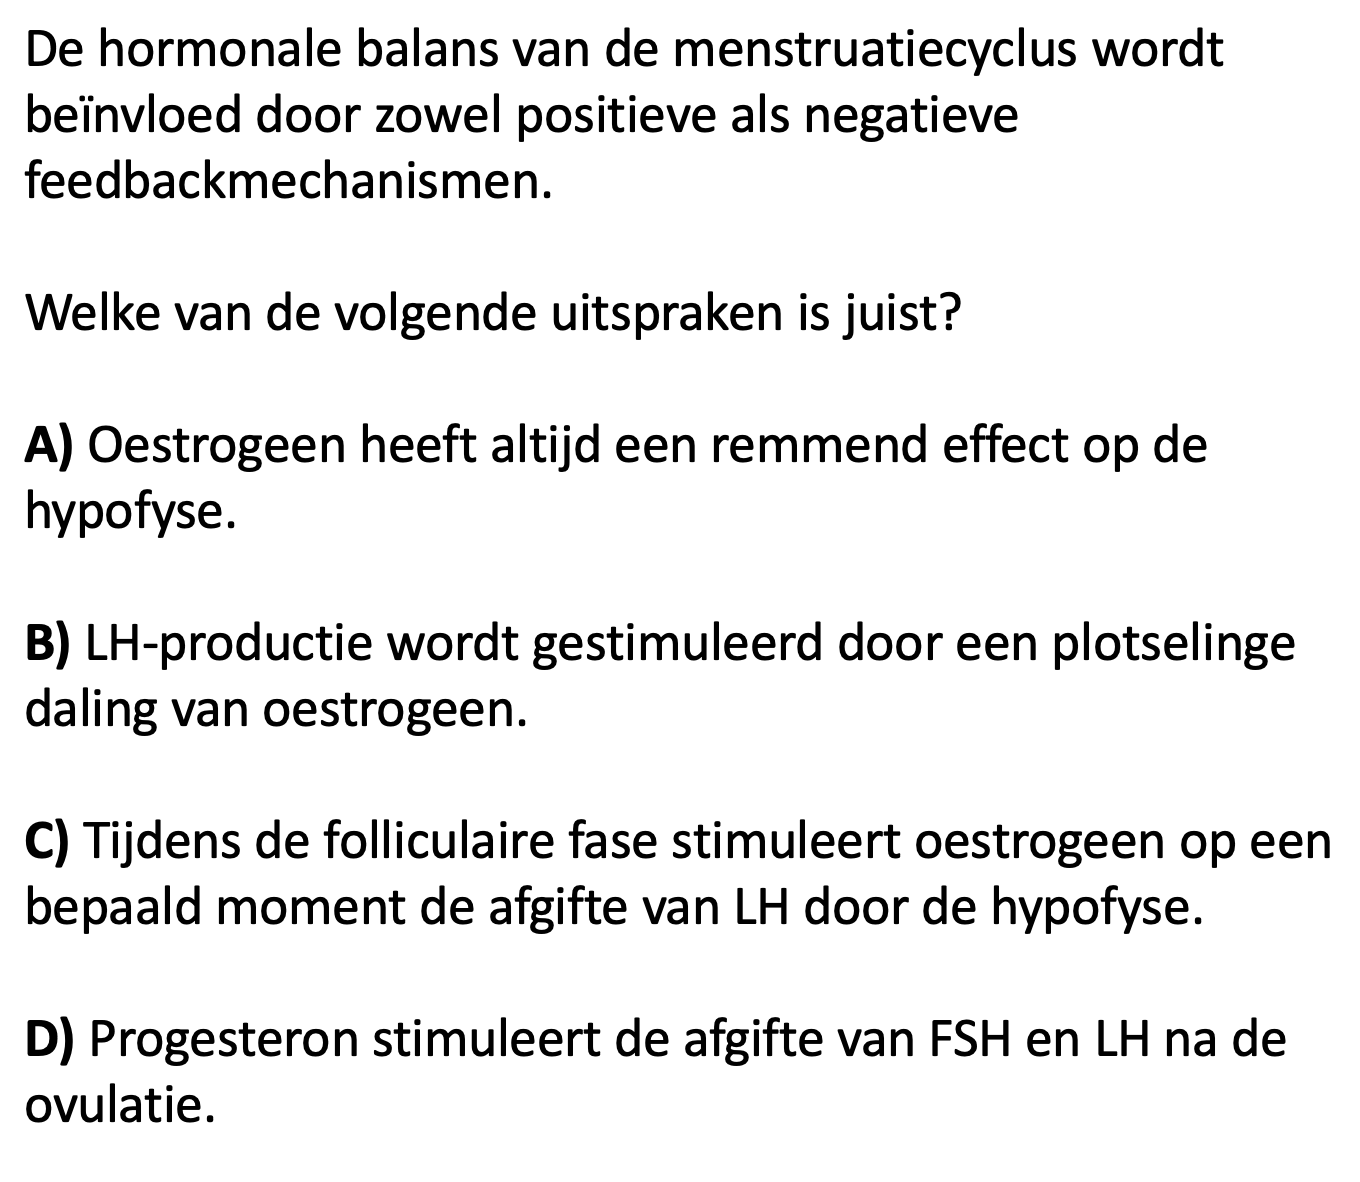 De hormonale balans van de menstruatiecyclus wordt
beïnvloed door zowel positieve als negatieve
feedbackmechanismen.
Welke van de volgende uitspraken is juist?
A) Oestrogeen heeft altijd een remmend effect op de
hypofyse.
B) LH-productie wordt gestimuleerd door een plotselinge
daling van oestrogeen.
C) Tijdens de folliculaire fase stimuleert oestrogeen op een
bepaald moment de afgifte van LH door de hypofyse.
D) Progesteron stimuleert de afgifte van FSH en LH na de
ovulatie.